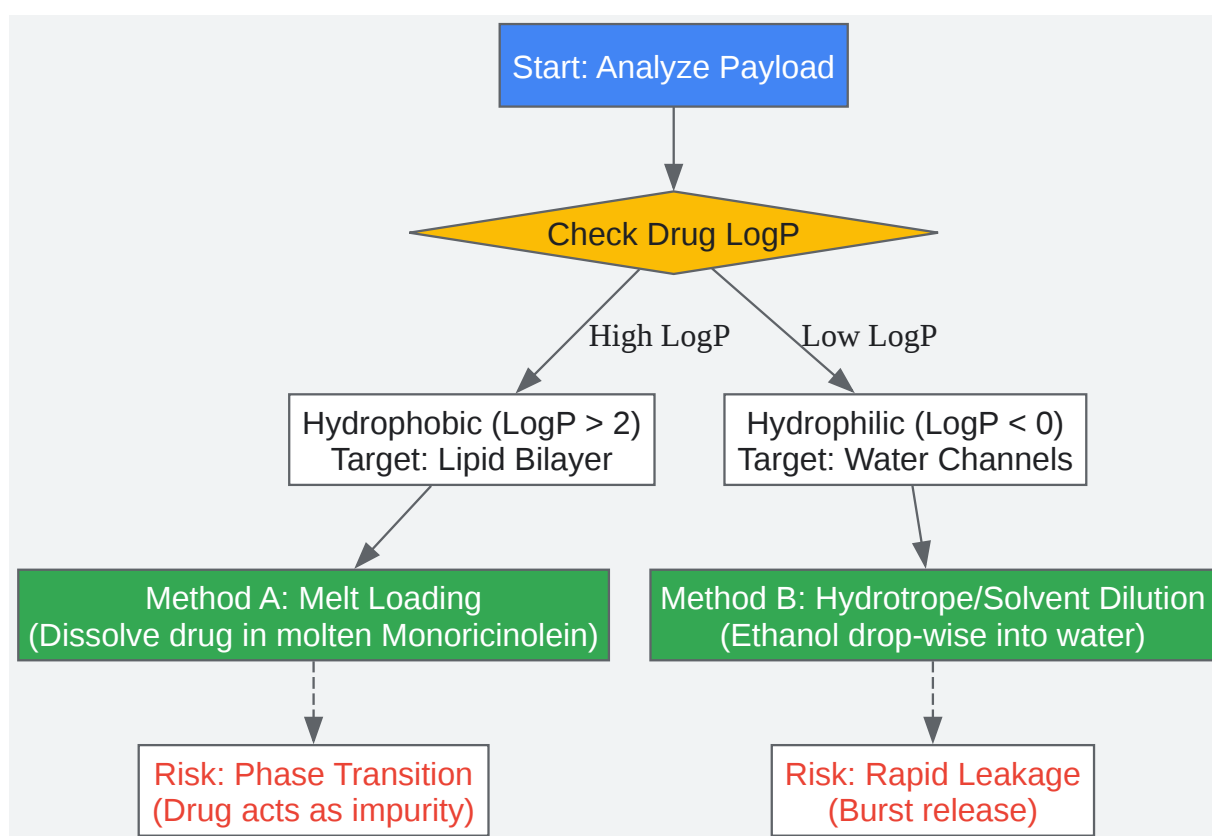 Start: Analyze Payload
Check Drug LogP
High LogP
Low LogP
Hydrophobic (LogP > 2)
Target: Lipid Bilayer
Hydrophilic (LogP < 0)
Target: Water Channels
Method A: Melt Loading
(Dissolve drug in molten Monoricinolein)
Method B: Hydrotrope/Solvent Dilution
(Ethanol drop-wise into water)
Risk: Phase Transition
(Drug acts as impurity)
Risk: Rapid Leakage
(Burst release)